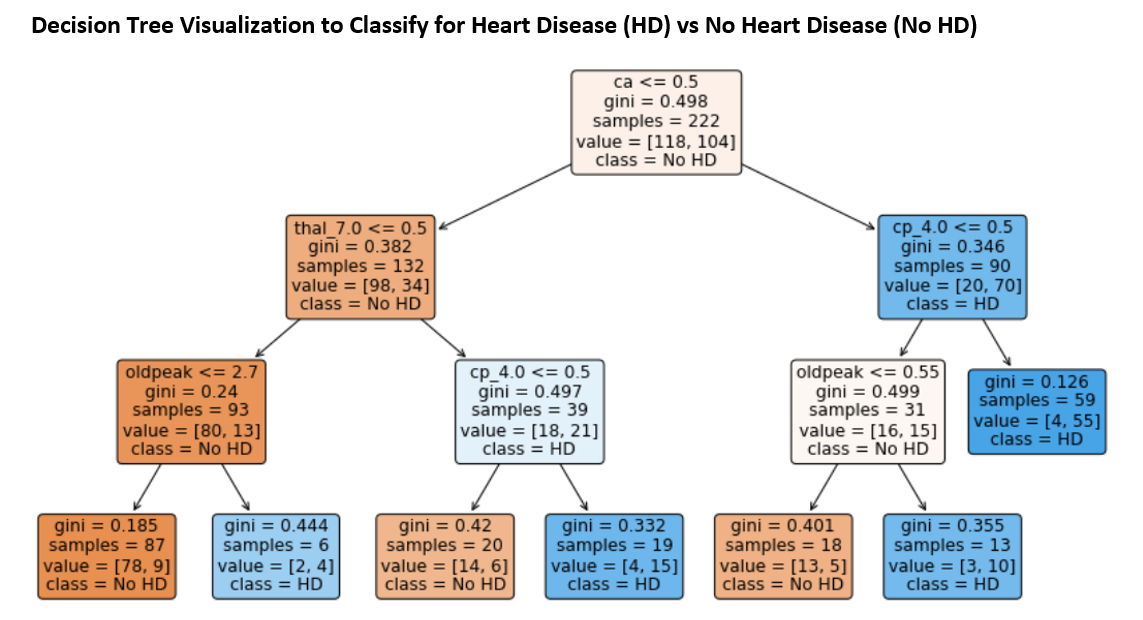 Decision Tree Visualization to Classify for Heart Disease (HD) vs No Heart Disease (No HD)
ca <= 0.5
gini = 0.498
samples = 222
value = [118, 104]
class = No HD
thal_7.0 <= 0.5
gini = 0.382
samples = 132
value = [98, 34]
class = No HD
cp_4.0 <= 0.5
gini = 0.346
samples = 90
value = [20, 70]
class = HD
oldpeak <= 2.7
gini = 0.24
samples = 93
value = [80, 13]
class = No HD
cp_4.0 <= 0.5
gini = 0.497
samples = 39
value = [18, 21]
class = HD
oldpeak <= 0.55
gini = 0.499
samples = 31
value = [16, 15]
class = No HD
gini = 0.126
samples = 59
value = [4, 55]
class = HD
gini = 0.185
samples = 87
value = [78, 9]
class = No HD
gini = 0.444
samples = 6
value = [2, 4]
class = HD
gini = 0.42
samples = 20
value = [14, 6]
class = No HD
gini = 0.332
samples = 19
value = [4, 15]
class = HD
gini = 0.401
samples = 18
value = [13, 5]
class = No HD
gini = 0.355
samples = 13
value = [3, 10]
class = HD